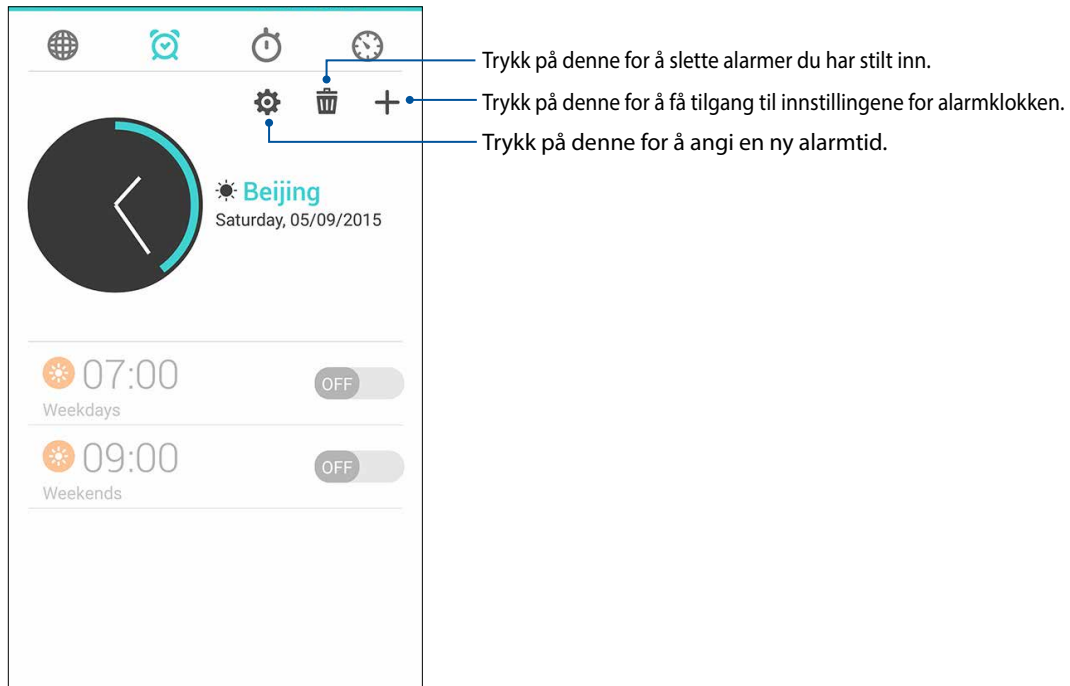 Trykk på denne for å slette alarmer du har stilt inn.
Trykk på denne for å få tilgang til innstillingene for alarmklokken.
Trykk på denne for å angi en ny alarmtid.
Beijing
Saturday, 05/09/2015
07:00
OFF
Weekdays
09:00
OFF
Weekends